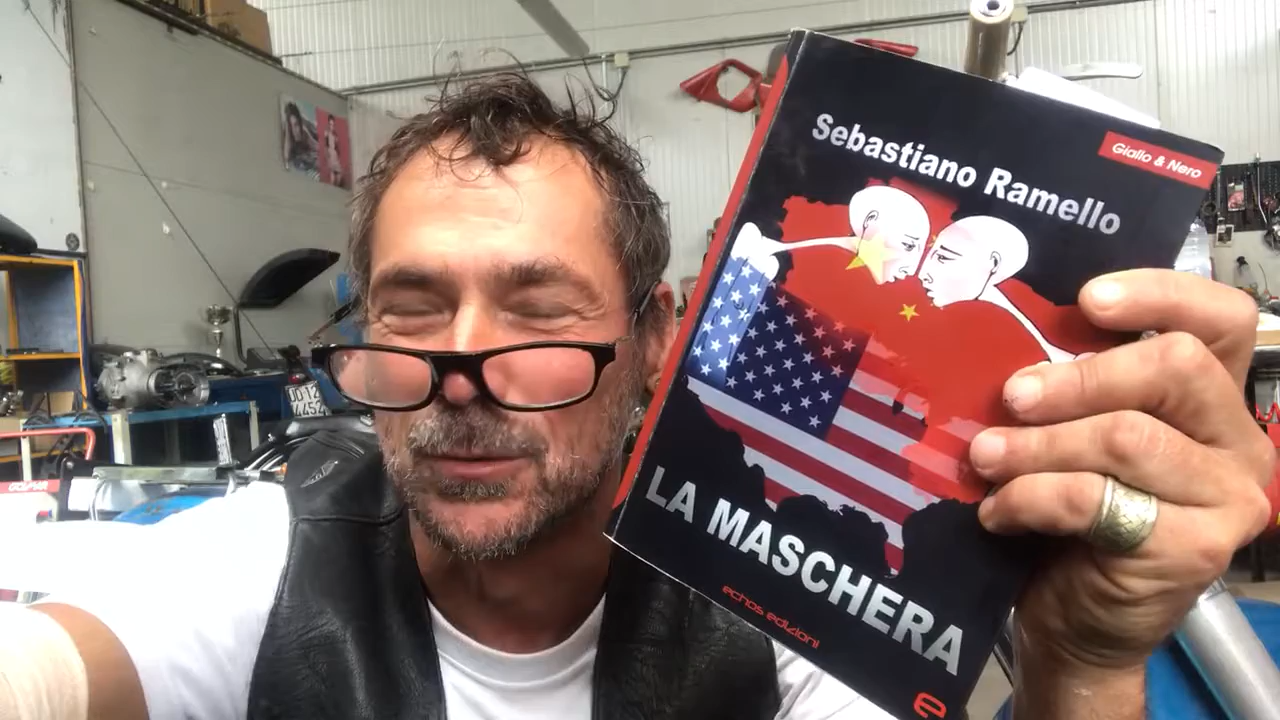 Sebastiano Ramello
Giallo & Nero
LA MASCHERA
echos edizioni
e